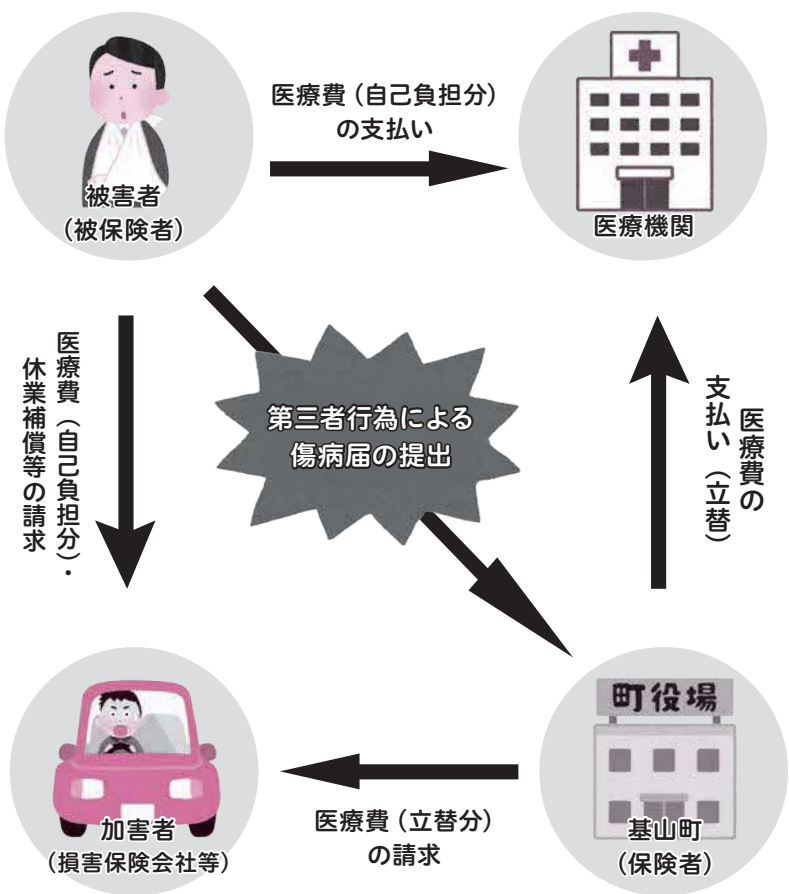 医療費（自己負担分）
の支払い
被害者
（被保険者）
医療機関
医療費（自己負担分）・
休業補償等の請求
第三者行為による
傷病届の提出
医療費の
支払い（立替）
町役場
加害者
（損害保険会社等）
医療費（立替分）
の請求
基山町
（保険者）